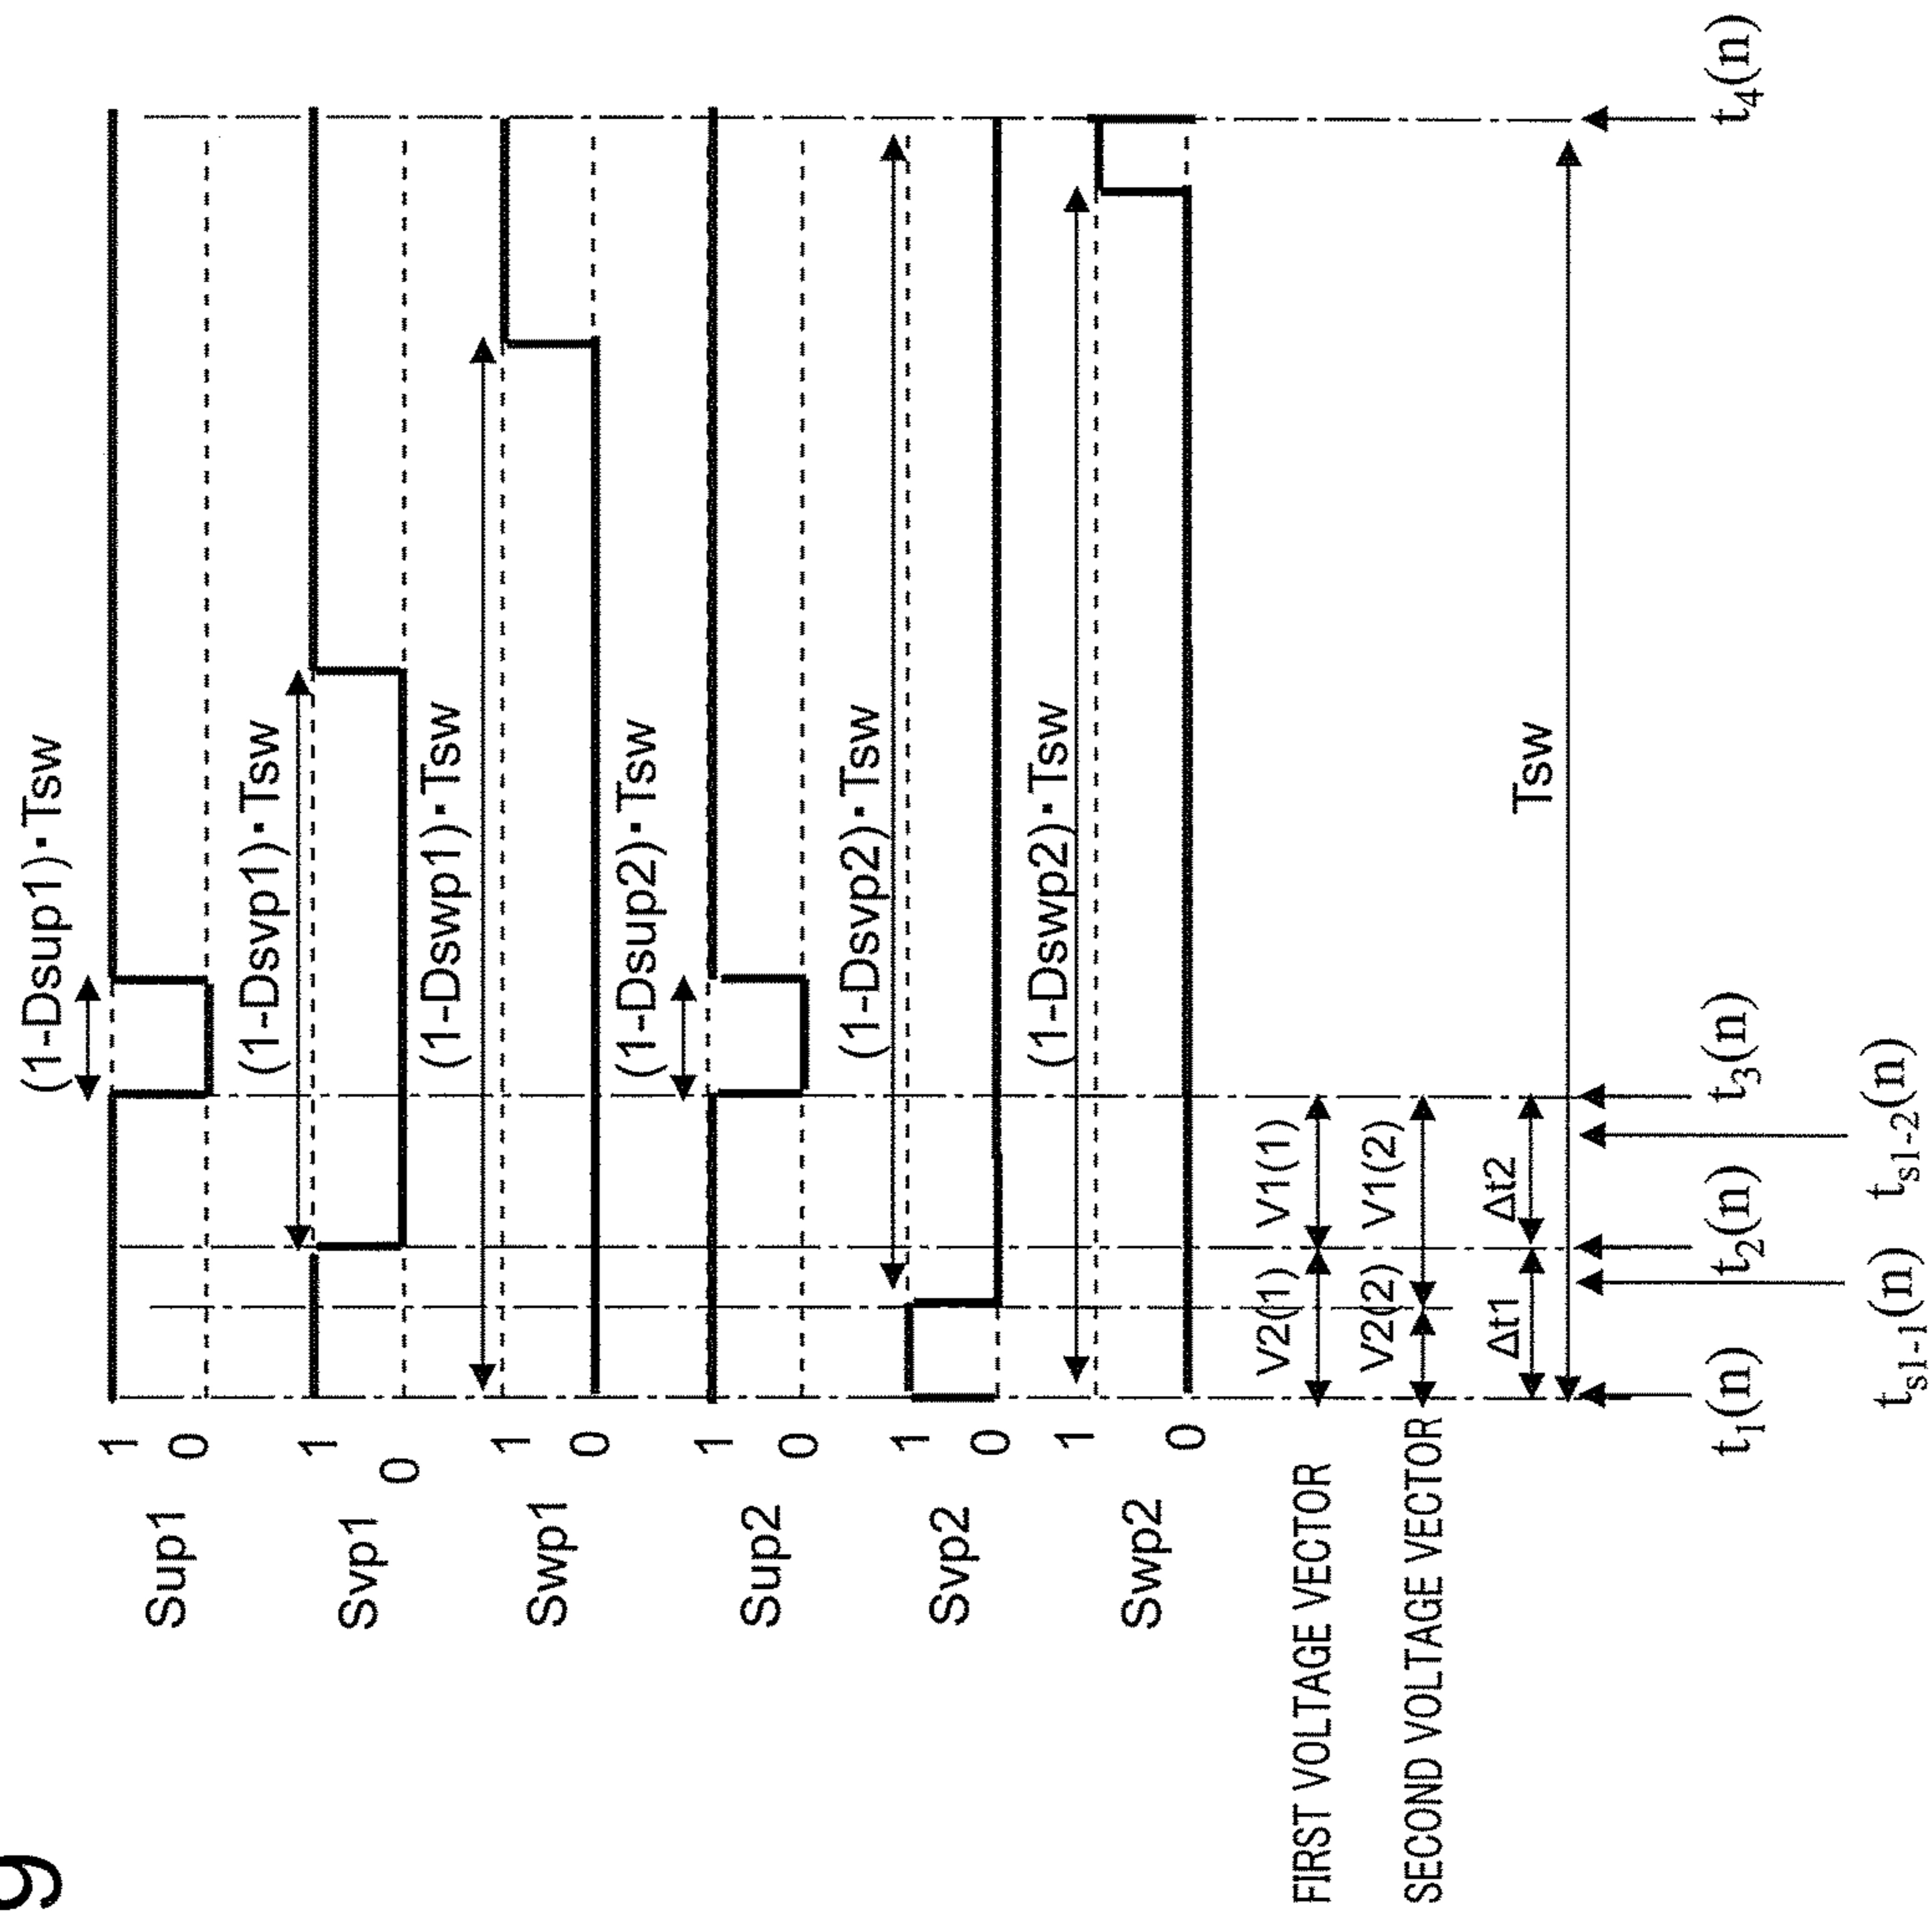 g
(1-Dsup1)・Tsw
Sup1
1
0
(1-Dsvp1)・Tsw
Svp1
1
0
(1-Dswp1)・Tsw
Swp1
1
0
(1-Dsup2)・Tsw
Sup2
1
0
(1-Dsvp2)・Tsw
Svp2
1
0
(1-Dswp2)・Tsw
Swp2
1
0
FIRST VOLTAGE VECTOR V2(1) V1(1)
SECOND VOLTAGE VECTOR V2(2) V1(2)
Δt1 Δt2
Tsw
t1(n) t2(n) t3(n) t4(n)
ts1-1(n) ts1-2(n)